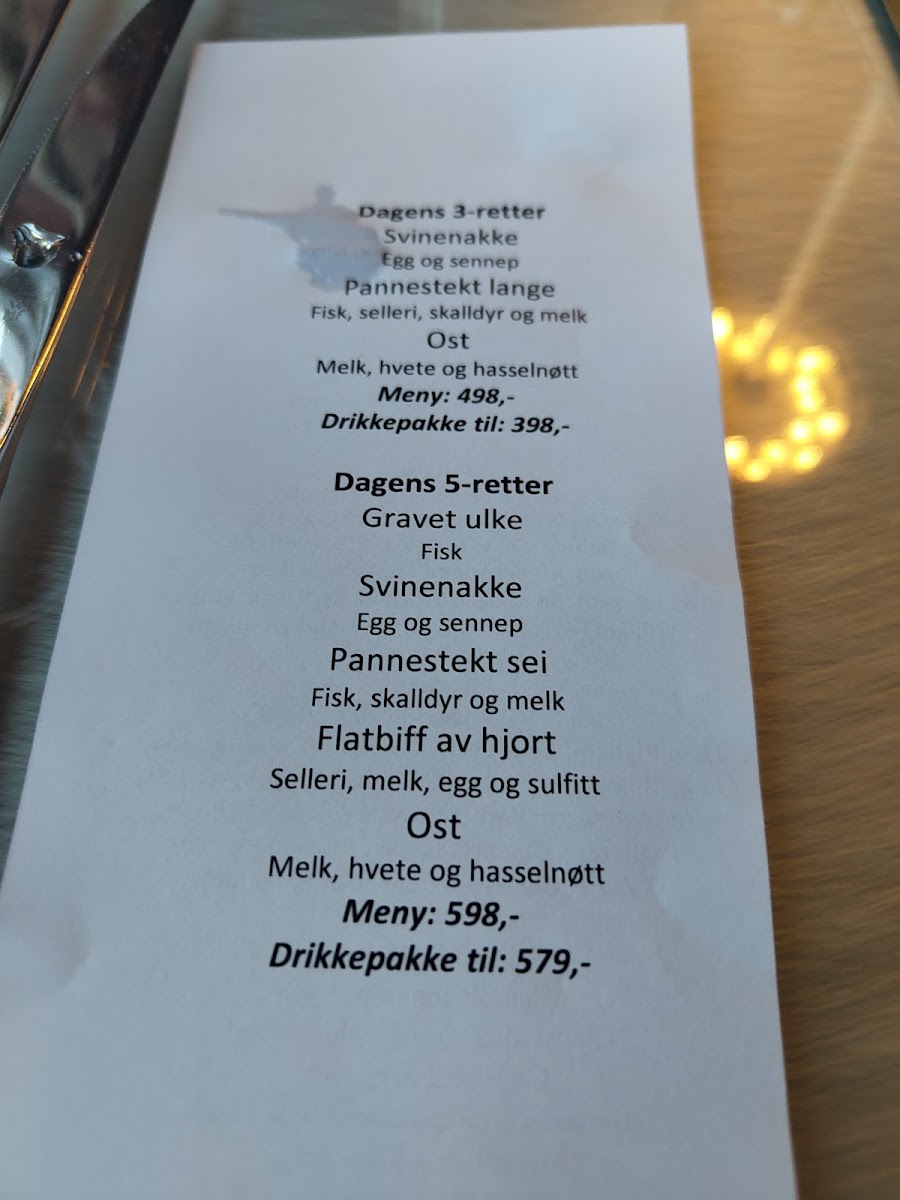 Dagens 3-retter
Svinenakke
Egg og sennep
Pannestekt lange
Fisk, selleri, skalldyr og melk
Ost
Melk, hvete og hasselnøtt
Meny: 498,-
Drikkepakke til: 398,-
Dagens 5-retter
Gravet ulke
Fisk
Svinenakke
Egg og sennep
Pannestekt sei
Fisk, skalldyr og melk
Flatbiff av hjort
Selleri, melk, egg og sulfitt
Ost
Melk, hvete og hasselnøtt
Meny: 598,-
Drikkepakke til: 579,-